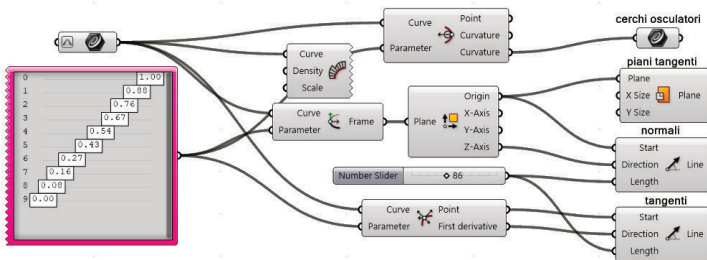 cerchi osculatori
Curve
Parameter
Point
Curvature
Curvature
Curve
Density
Scale
piani tangenti
Plane
X Size
Y Size
Plane
0 1.00
1 0.88
2 0.76
3 0.67
4 0.54
5 0.43
6 0.27
7 0.16
8 0.08
9 0.00
Curve
Parameter
Frame
Plane
Origin
X-Axis
Y-Axis
Z-Axis
normali
Start
Direction
Length
Line
Number Slider
86
tangenti
Curve
Parameter
Point
First derivative
Start
Direction
Length
Line